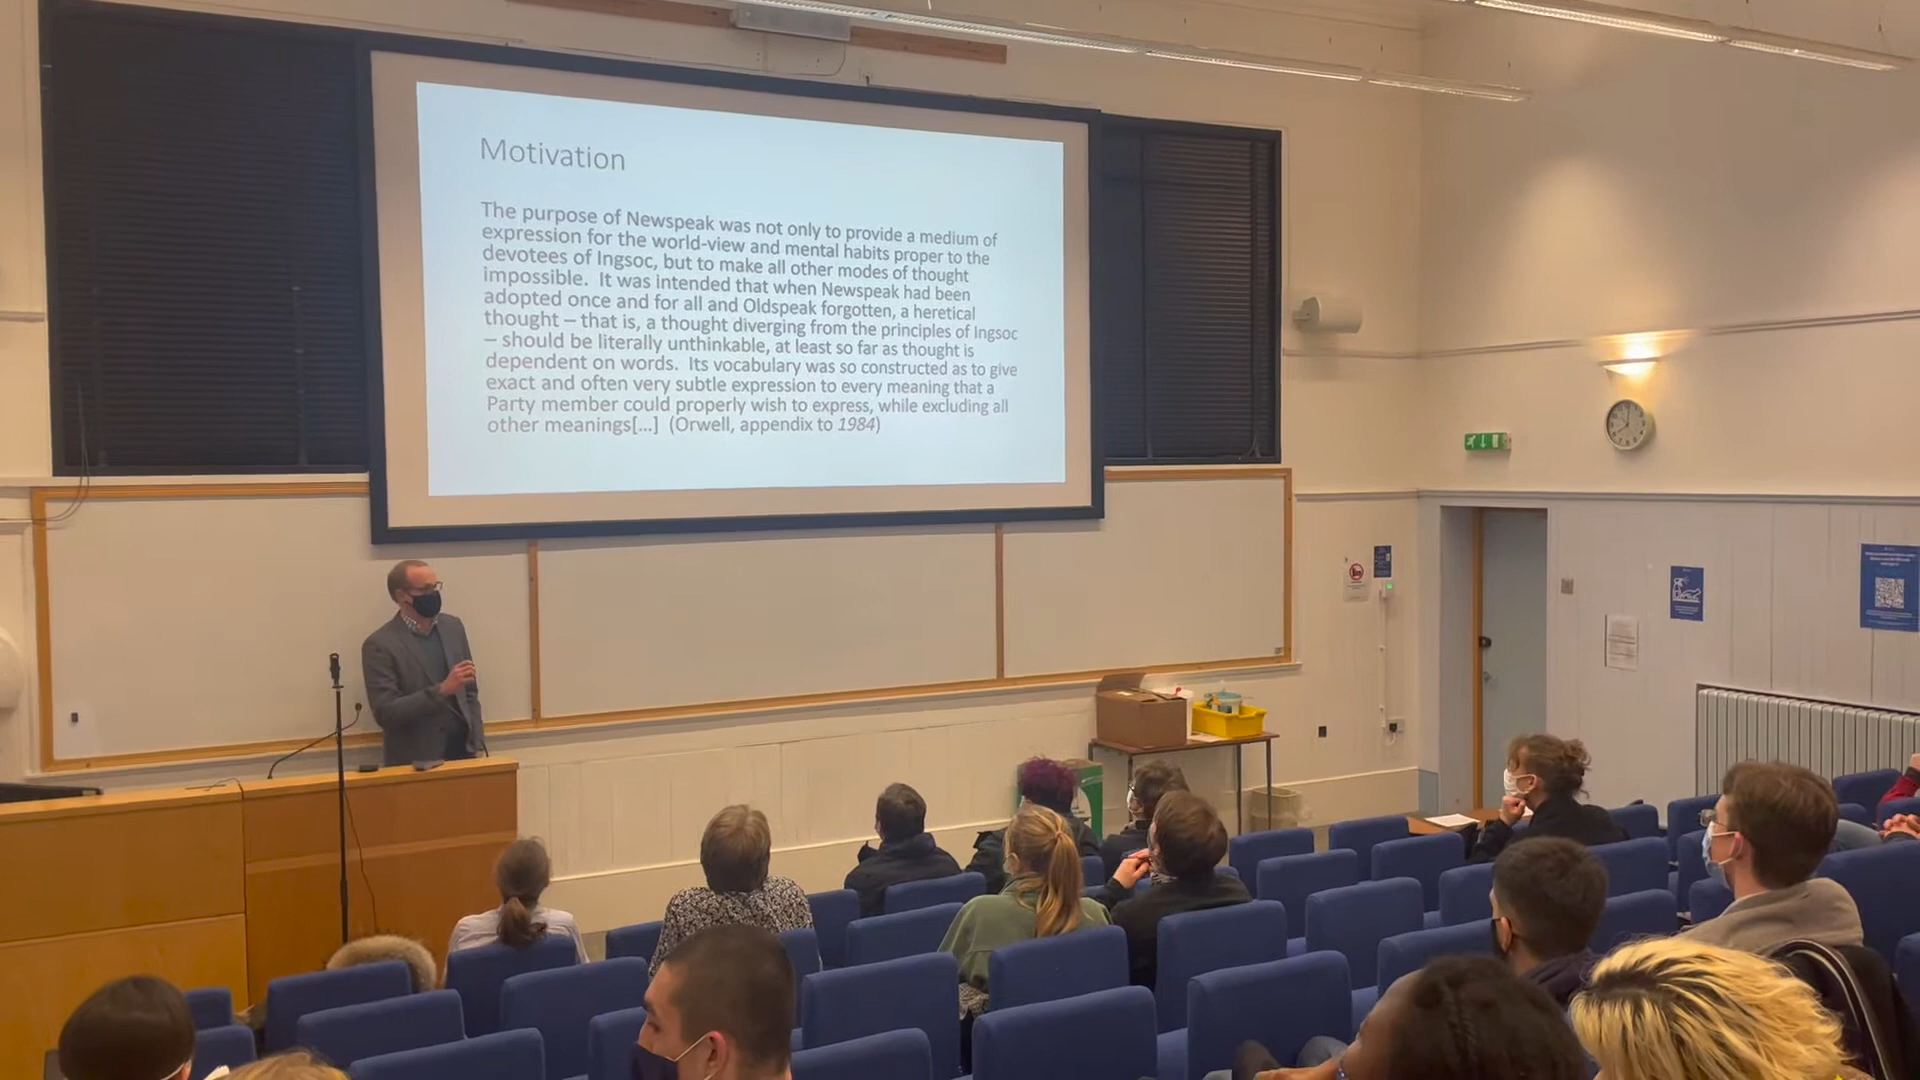 Motivation
The purpose of Newspeak was not only to provide a medium of
expression for the world-view and mental habits proper to the
devotees of Ingsoc, but to make all other modes of thought
impossible.  It was intended that when Newspeak had been
adopted once and for all and Oldspeak forgotten, a heretical
thought – that is, a thought diverging from the principles of Ingsoc
– should be literally unthinkable, at least so far as thought is
dependent on words.  Its vocabulary was so constructed as to give
exact and often very subtle expression to every meaning that a
Party member could properly wish to express, while excluding all
other meanings[...]  (Orwell, appendix to 1984)